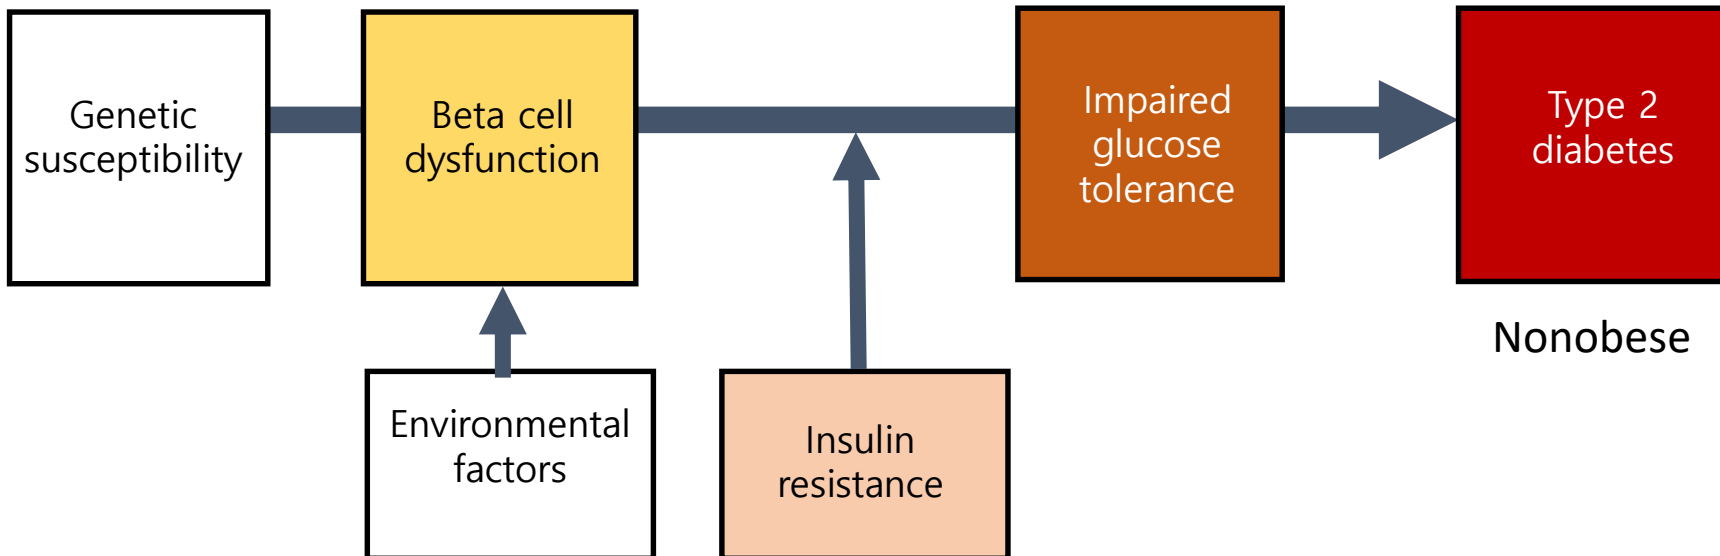 Genetic
susceptibility
Beta cell
dysfunction
Impaired
glucose
tolerance
Type 2
diabetes
Nonobese
Environmental
factors
Insulin
resistance